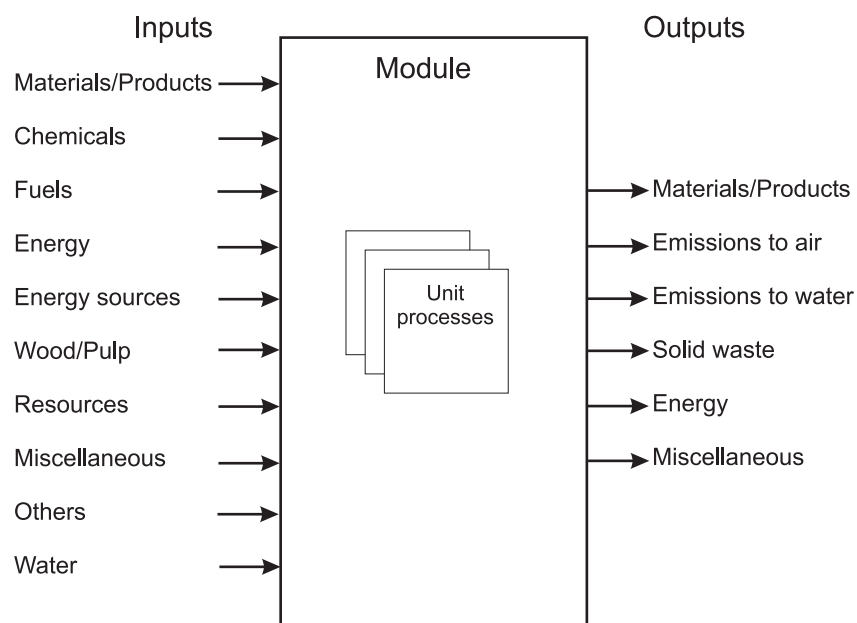 Inputs
Outputs
Module
Materials/Products
Chemicals
Fuels
Energy
Energy sources
Wood/Pulp
Resources
Miscellaneous
Others
Water
Unit
processes
Materials/Products
Emissions to air
Emissions to water
Solid waste
Energy
Miscellaneous